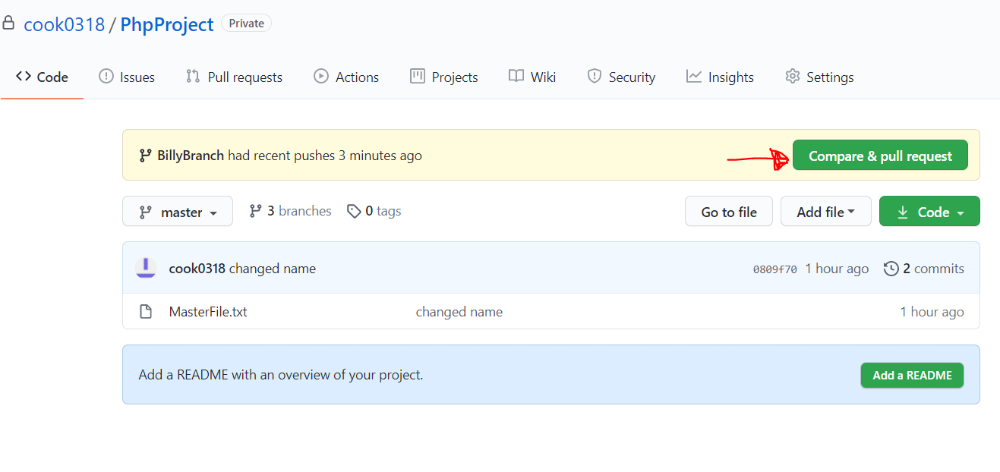 cook0318 / PhpProject Private
Code Issues Pull requests Actions Projects Wiki Security Insights Settings
BillyBranch had recent pushes 3 minutes ago Compare & pull request
master 3 branches 0 tags Go to file Add file Code
cook0318 changed name 0809f70 1 hour ago 2 commits
MasterFile.txt changed name 1 hour ago
Add a README with an overview of your project. Add a README